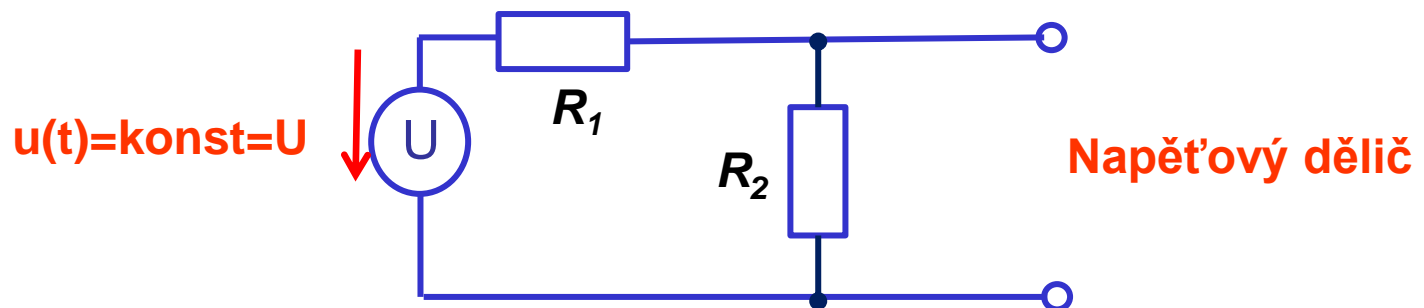 u(t)=konst=U
U
R₁
R₂
Napěťový dělič